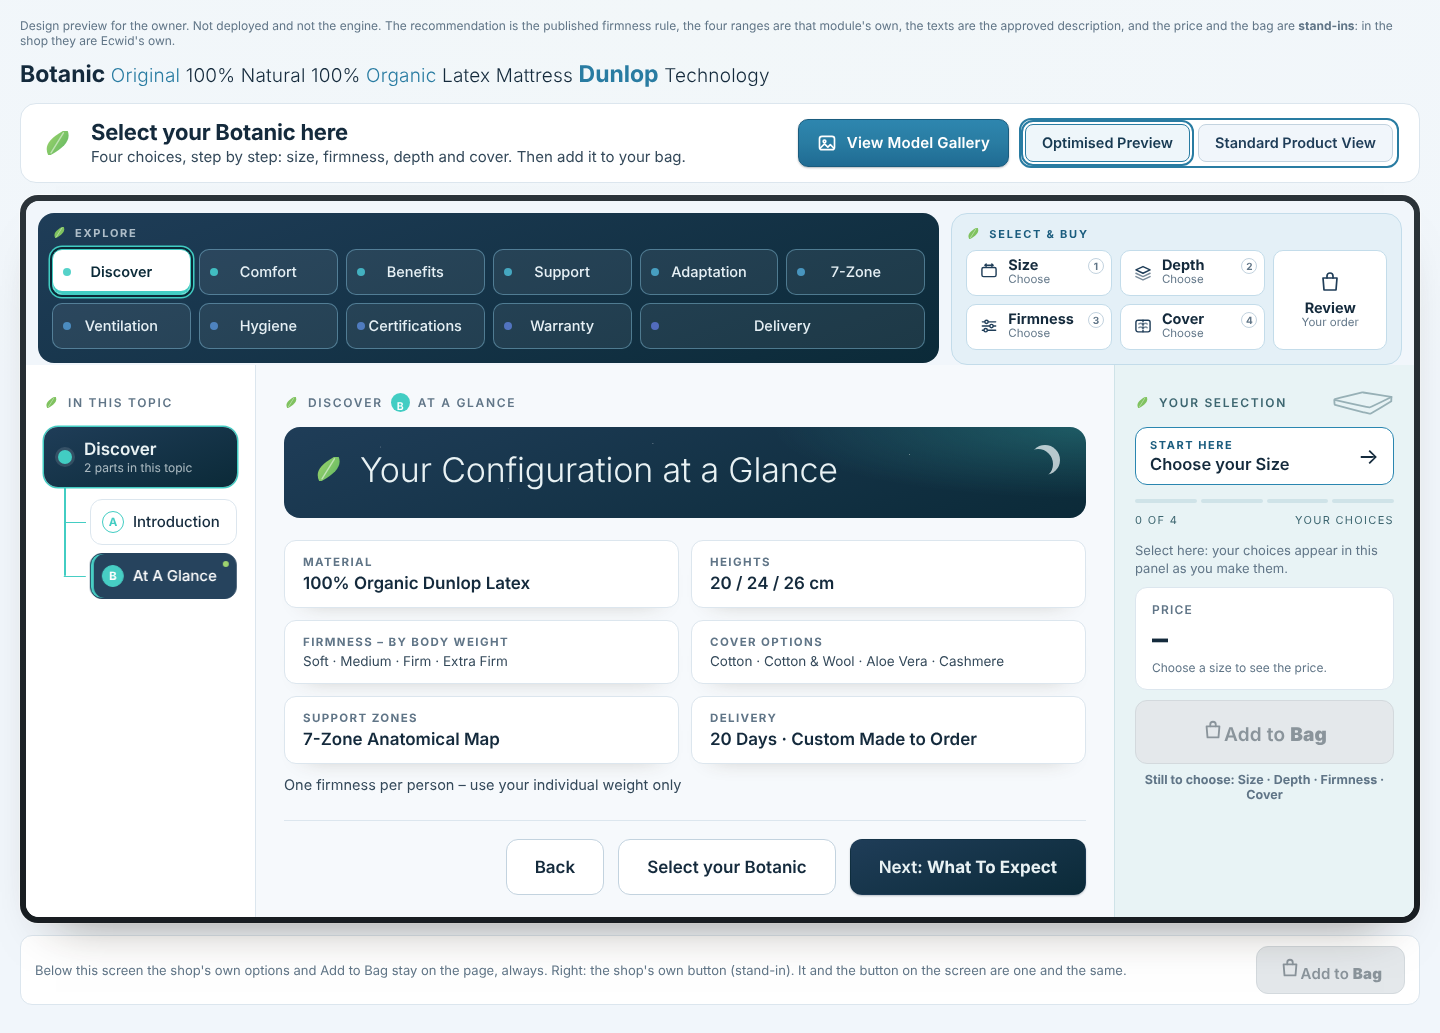 Design preview for the owner. Not deployed and not the engine. The recommendation is the published firmness rule, the four ranges are that module's own, the texts are the approved description, and the price and the bag are stand-ins: in the
shop they are Ecwid's own.
Botanic Original 100% Natural 100% Organic Latex Mattress Dunlop Technology
Select your Botanic here
Four choices, step by step: size, firmness, depth and cover. Then add it to your bag.
View Model Gallery
Optimised Preview
Standard Product View
EXPLORE
Discover
Comfort
Benefits
Support
Adaptation
7-Zone
Ventilation
Hygiene
Certifications
Warranty
Delivery
SELECT & BUY
Size
Choose
1
Depth
Choose
2
Firmness
Choose
3
Cover
Choose
4
Review
Your order
IN THIS TOPIC
Discover
2 parts in this topic
A Introduction
B At A Glance
DISCOVER B AT A GLANCE
Your Configuration at a Glance
MATERIAL
100% Organic Dunlop Latex
HEIGHTS
20 / 24 / 26 cm
FIRMNESS – BY BODY WEIGHT
Soft · Medium · Firm · Extra Firm
COVER OPTIONS
Cotton · Cotton & Wool · Aloe Vera · Cashmere
SUPPORT ZONES
7-Zone Anatomical Map
DELIVERY
20 Days · Custom Made to Order
One firmness per person – use your individual weight only
Back
Select your Botanic
Next: What To Expect
YOUR SELECTION
START HERE
Choose your Size
0 OF 4
YOUR CHOICES
Select here: your choices appear in this
panel as you make them.
PRICE
–
Choose a size to see the price.
Add to Bag
Still to choose: Size · Depth · Firmness ·
Cover
Below this screen the shop's own options and Add to Bag stay on the page, always. Right: the shop's own button (stand-in). It and the button on the screen are one and the same.
Add to Bag